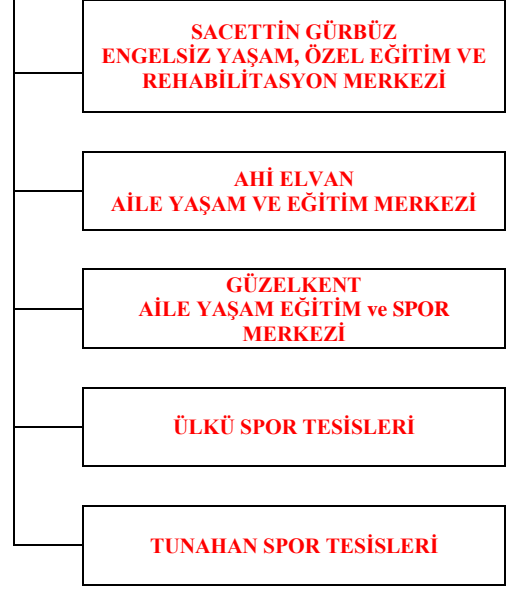 SACETTİN GÜRBÜZ
ENGELSİZ YAŞAM, ÖZEL EĞİTİM VE
REHABİLİTASYON MERKEZİ
AHİ ELVAN
AİLE YAŞAM VE EĞİTİM MERKEZİ
GÜZELKENT
AİLE YAŞAM EĞİTİM ve SPOR
MERKEZİ
ÜLKÜ SPOR TESİSLERİ
TUNAHAN SPOR TESİSLERİ